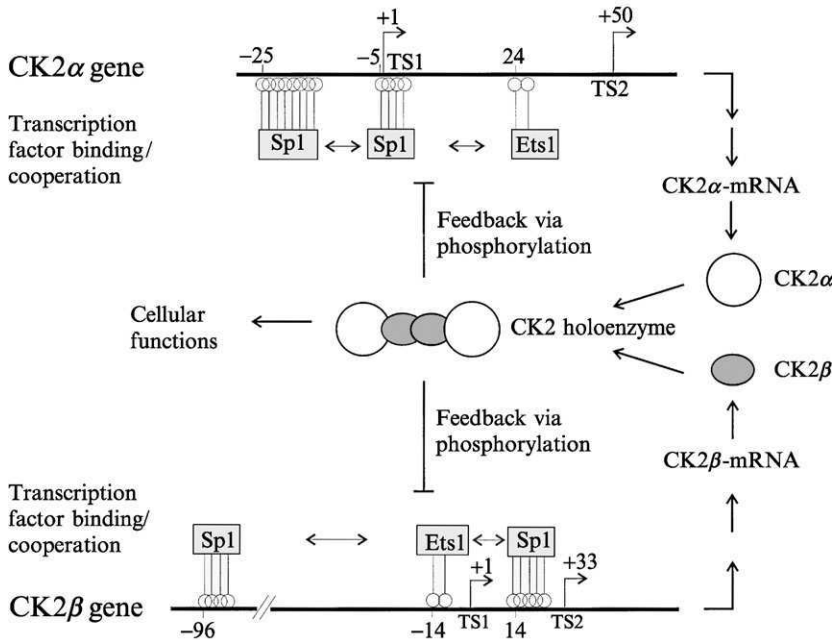 +1
+50
−25
−5
TS1
24
CK2α gene
TS2
Transcription
factor binding/
cooperation
Sp1
Sp1
Ets1
CK2α-mRNA
Feedback via
phosphorylation
CK2α
Cellular
functions
CK2 holoenzyme
CK2β
Feedback via
phosphorylation
CK2β-mRNA
Transcription
factor binding/
cooperation
Sp1
Ets1
Sp1
+1
+33
CK2β gene
−96
−14
TS1
14
TS2